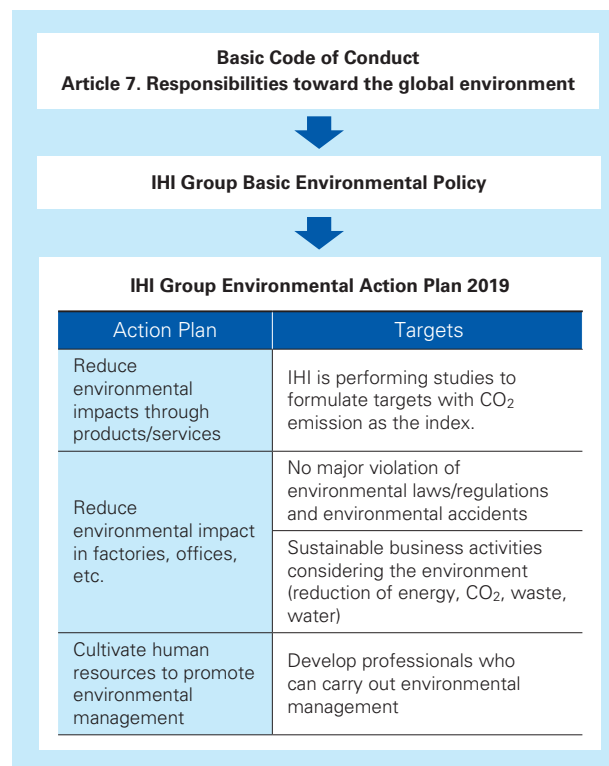 Basic Code of Conduct
Article 7. Responsibilities toward the global environment
IHI Group Basic Environmental Policy
IHI Group Environmental Action Plan 2019
Action Plan
Targets
Reduce
environmental
impacts through
products/services
IHI is performing studies to
formulate targets with CO2
emission as the index.
Reduce
environmental impact
in factories, offices,
etc.
No major violation of
environmental laws/regulations
and environmental accidents
Sustainable business activities
considering the environment
(reduction of energy, CO2, waste,
water)
Cultivate human
resources to promote
environmental
management
Develop professionals who
can carry out environmental
management